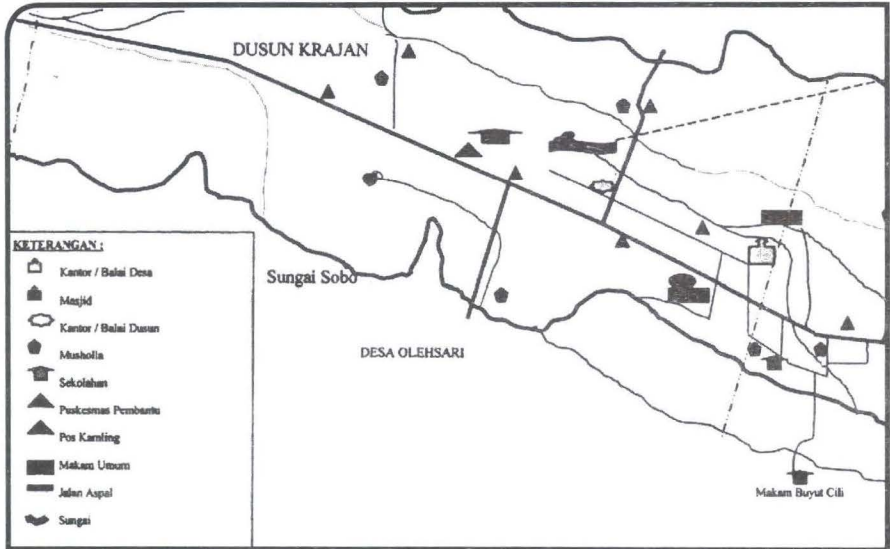 DUSUN KRAJAN
Sungai Sobo
DESA OLEHSARI
Makam Buyut Cili
KETERANGAN :
Kantor / Balai Desa
Masjid
Kantor / Balai Dusun
Musholla
Sekolahan
Puskesmas Pembantu
Pos Kamling
Makam Umum
Jalan Aspal
Sungai